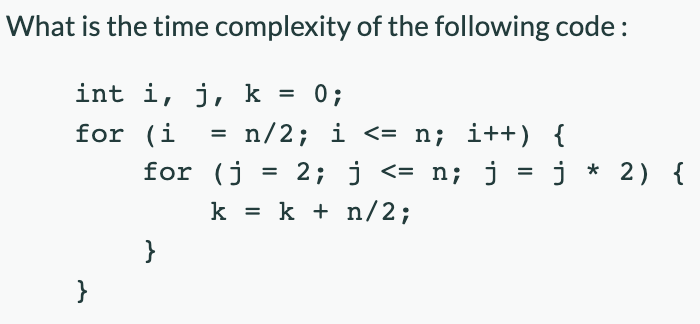 What is the time complexity of the following code :
int i, j, k = 0;
for (i  = n/2; i <= n; i++) {
for (j = 2; j <= n; j = j * 2) {
k = k + n/2;
}
}